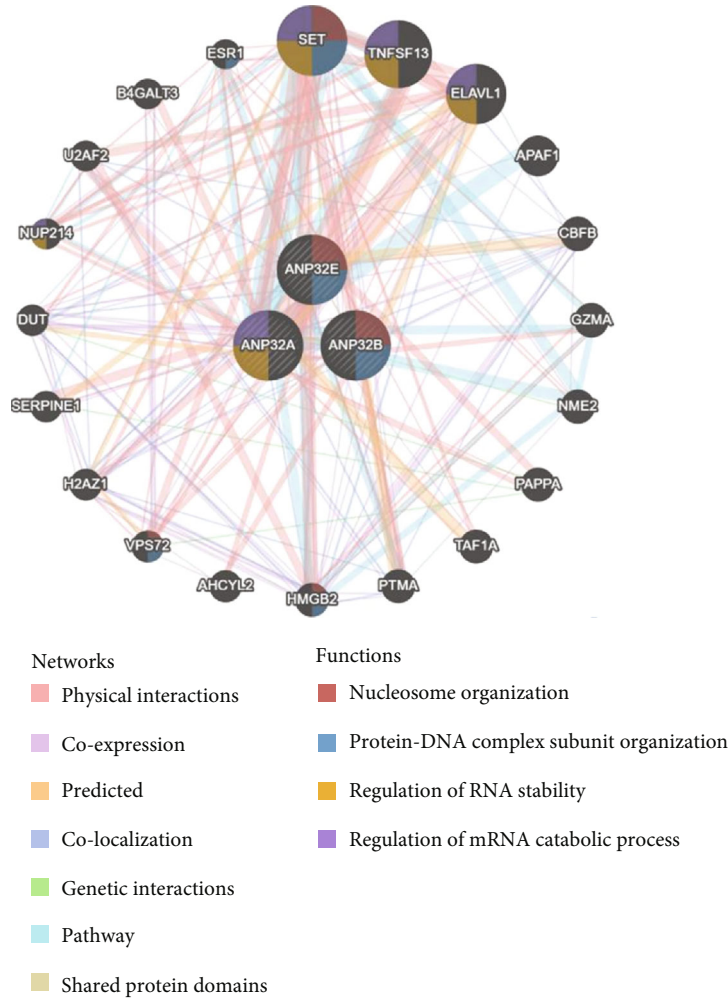 SET
ESR1
TNFSF13
B4GALT3
ELAVL1
U2AF2
APAF1
NUP214
CBFB
ANP32E
DUT
GZMA
ANP32A
ANP32B
SERPINE1
NME2
H2AZ1
PAPPA
VPS72
TAF1A
AHCYL2
HMGB2
PTMA
Networks
Physical interactions
Co-expression
Predicted
Co-localization
Genetic interactions
Pathway
Shared protein domains
Functions
Nucleosome organization
Protein-DNA complex subunit organization
Regulation of RNA stability
Regulation of mRNA catabolic process